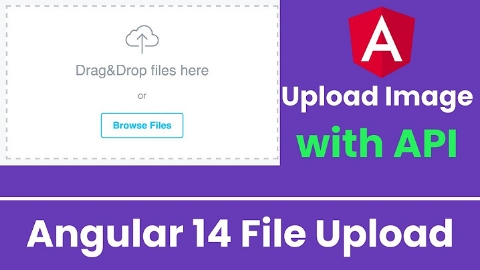 Drag&Drop files here
or
Browse Files
A
Upload Image
with API
Angular 14 File Upload